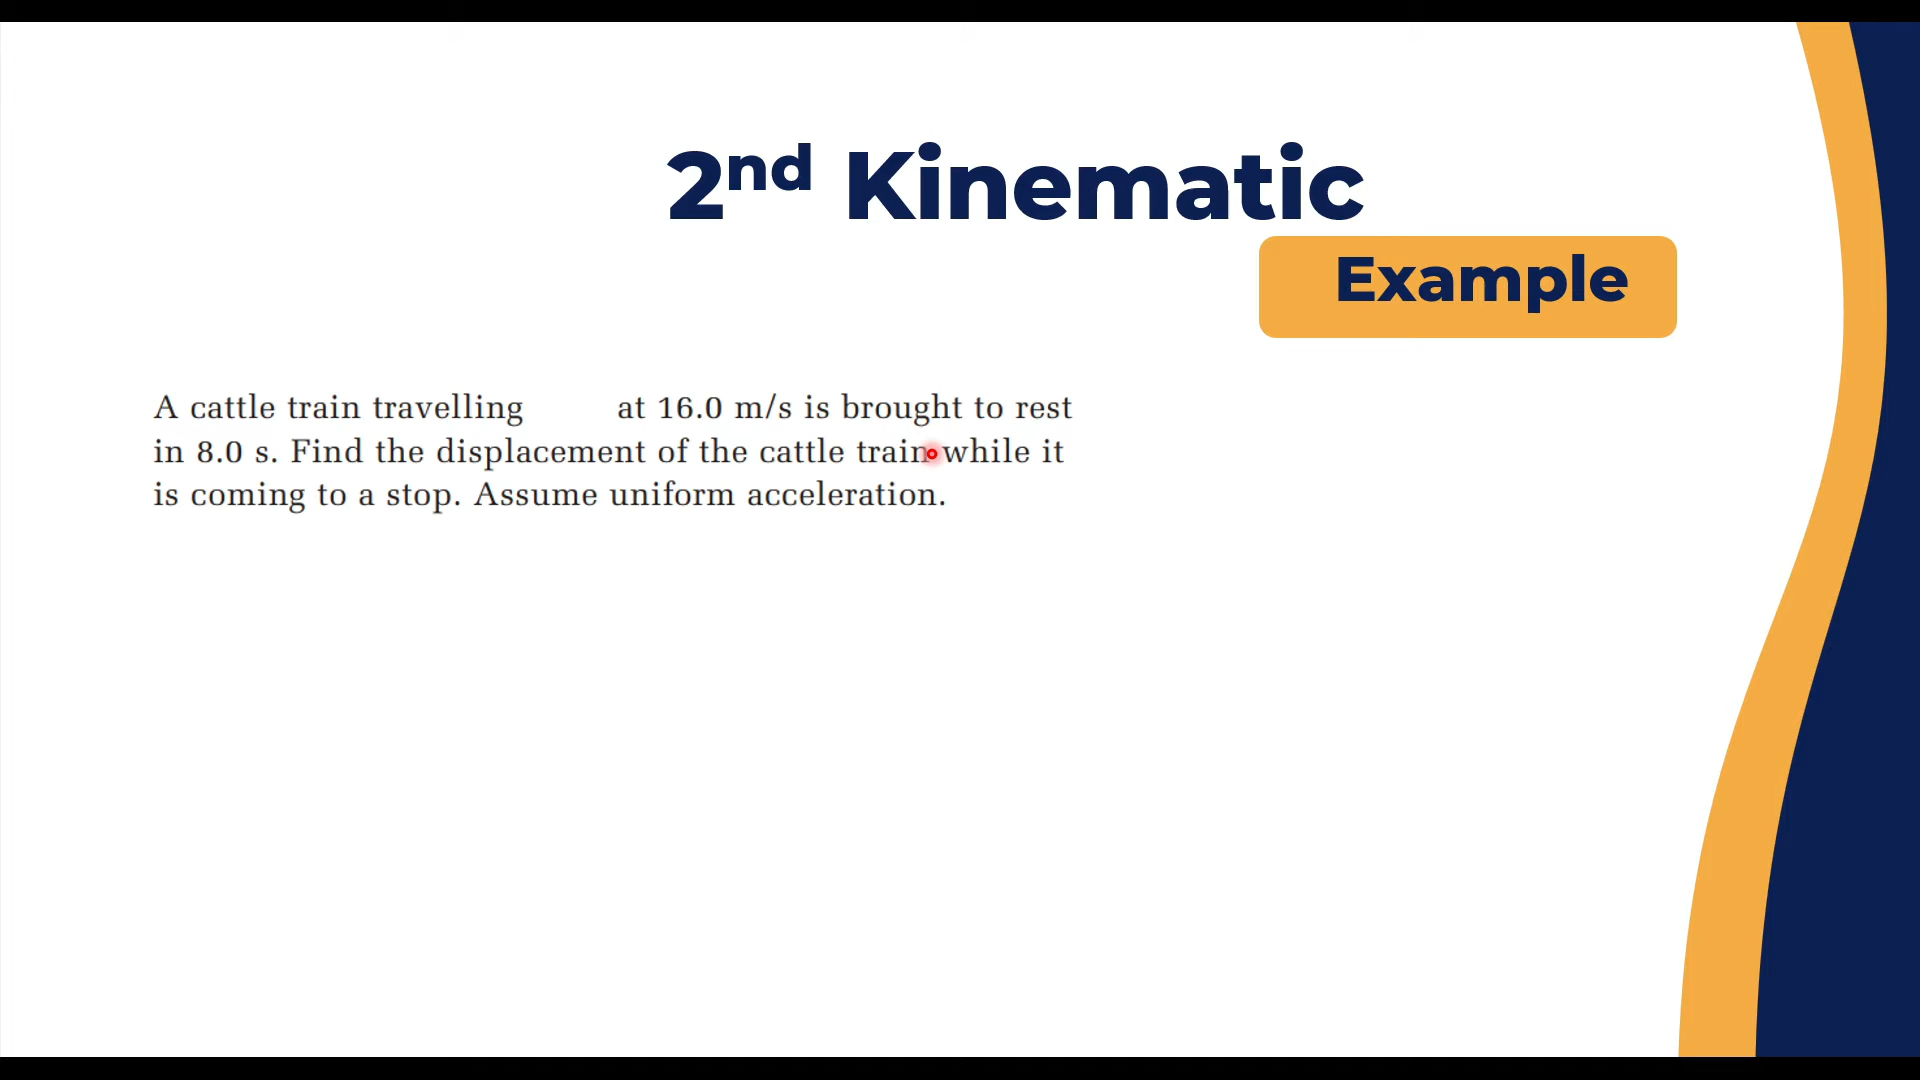 2nd Kinematic
Example
A cattle train travelling at 16.0 m/s is brought to rest
in 8.0 s. Find the displacement of the cattle train while it
is coming to a stop. Assume uniform acceleration.